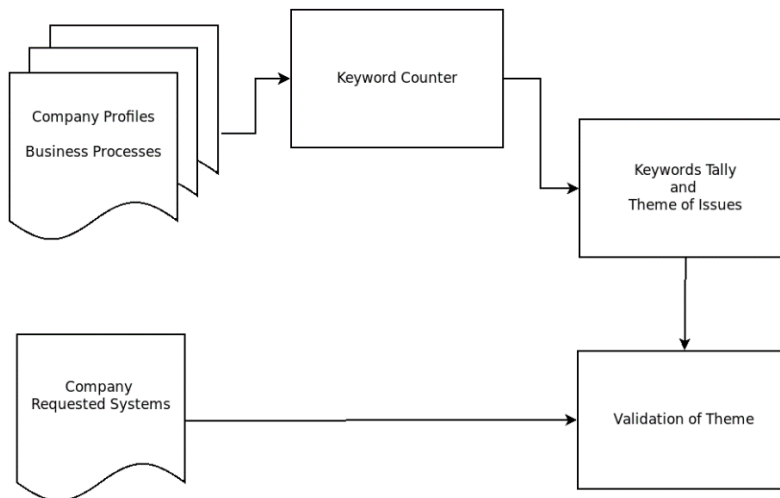 Company Profiles
Business Processes
Keyword Counter
Keywords Tally
and
Theme of Issues
Company
Requested Systems
Validation of Theme